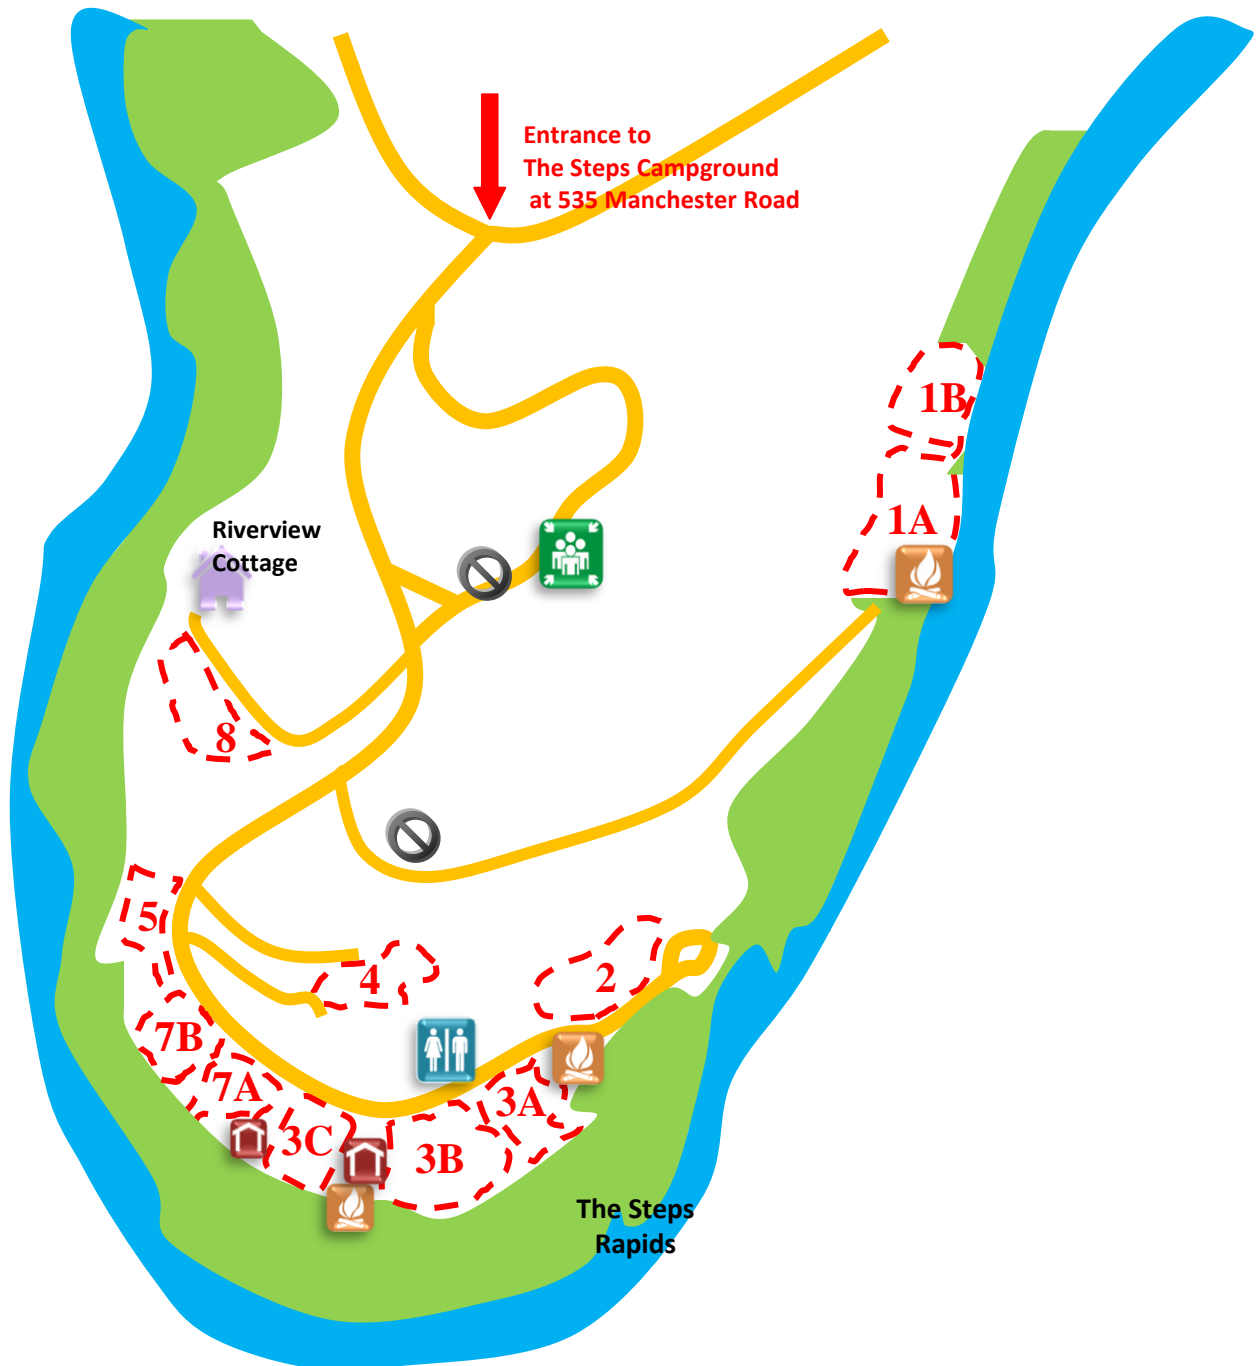 Entrance to
The Steps Campground
at 535 Manchester Road
1B
1A
Riverview
Cottage
8
5
4
2
7B
7A
3A
3C
3B
The Steps
Rapids